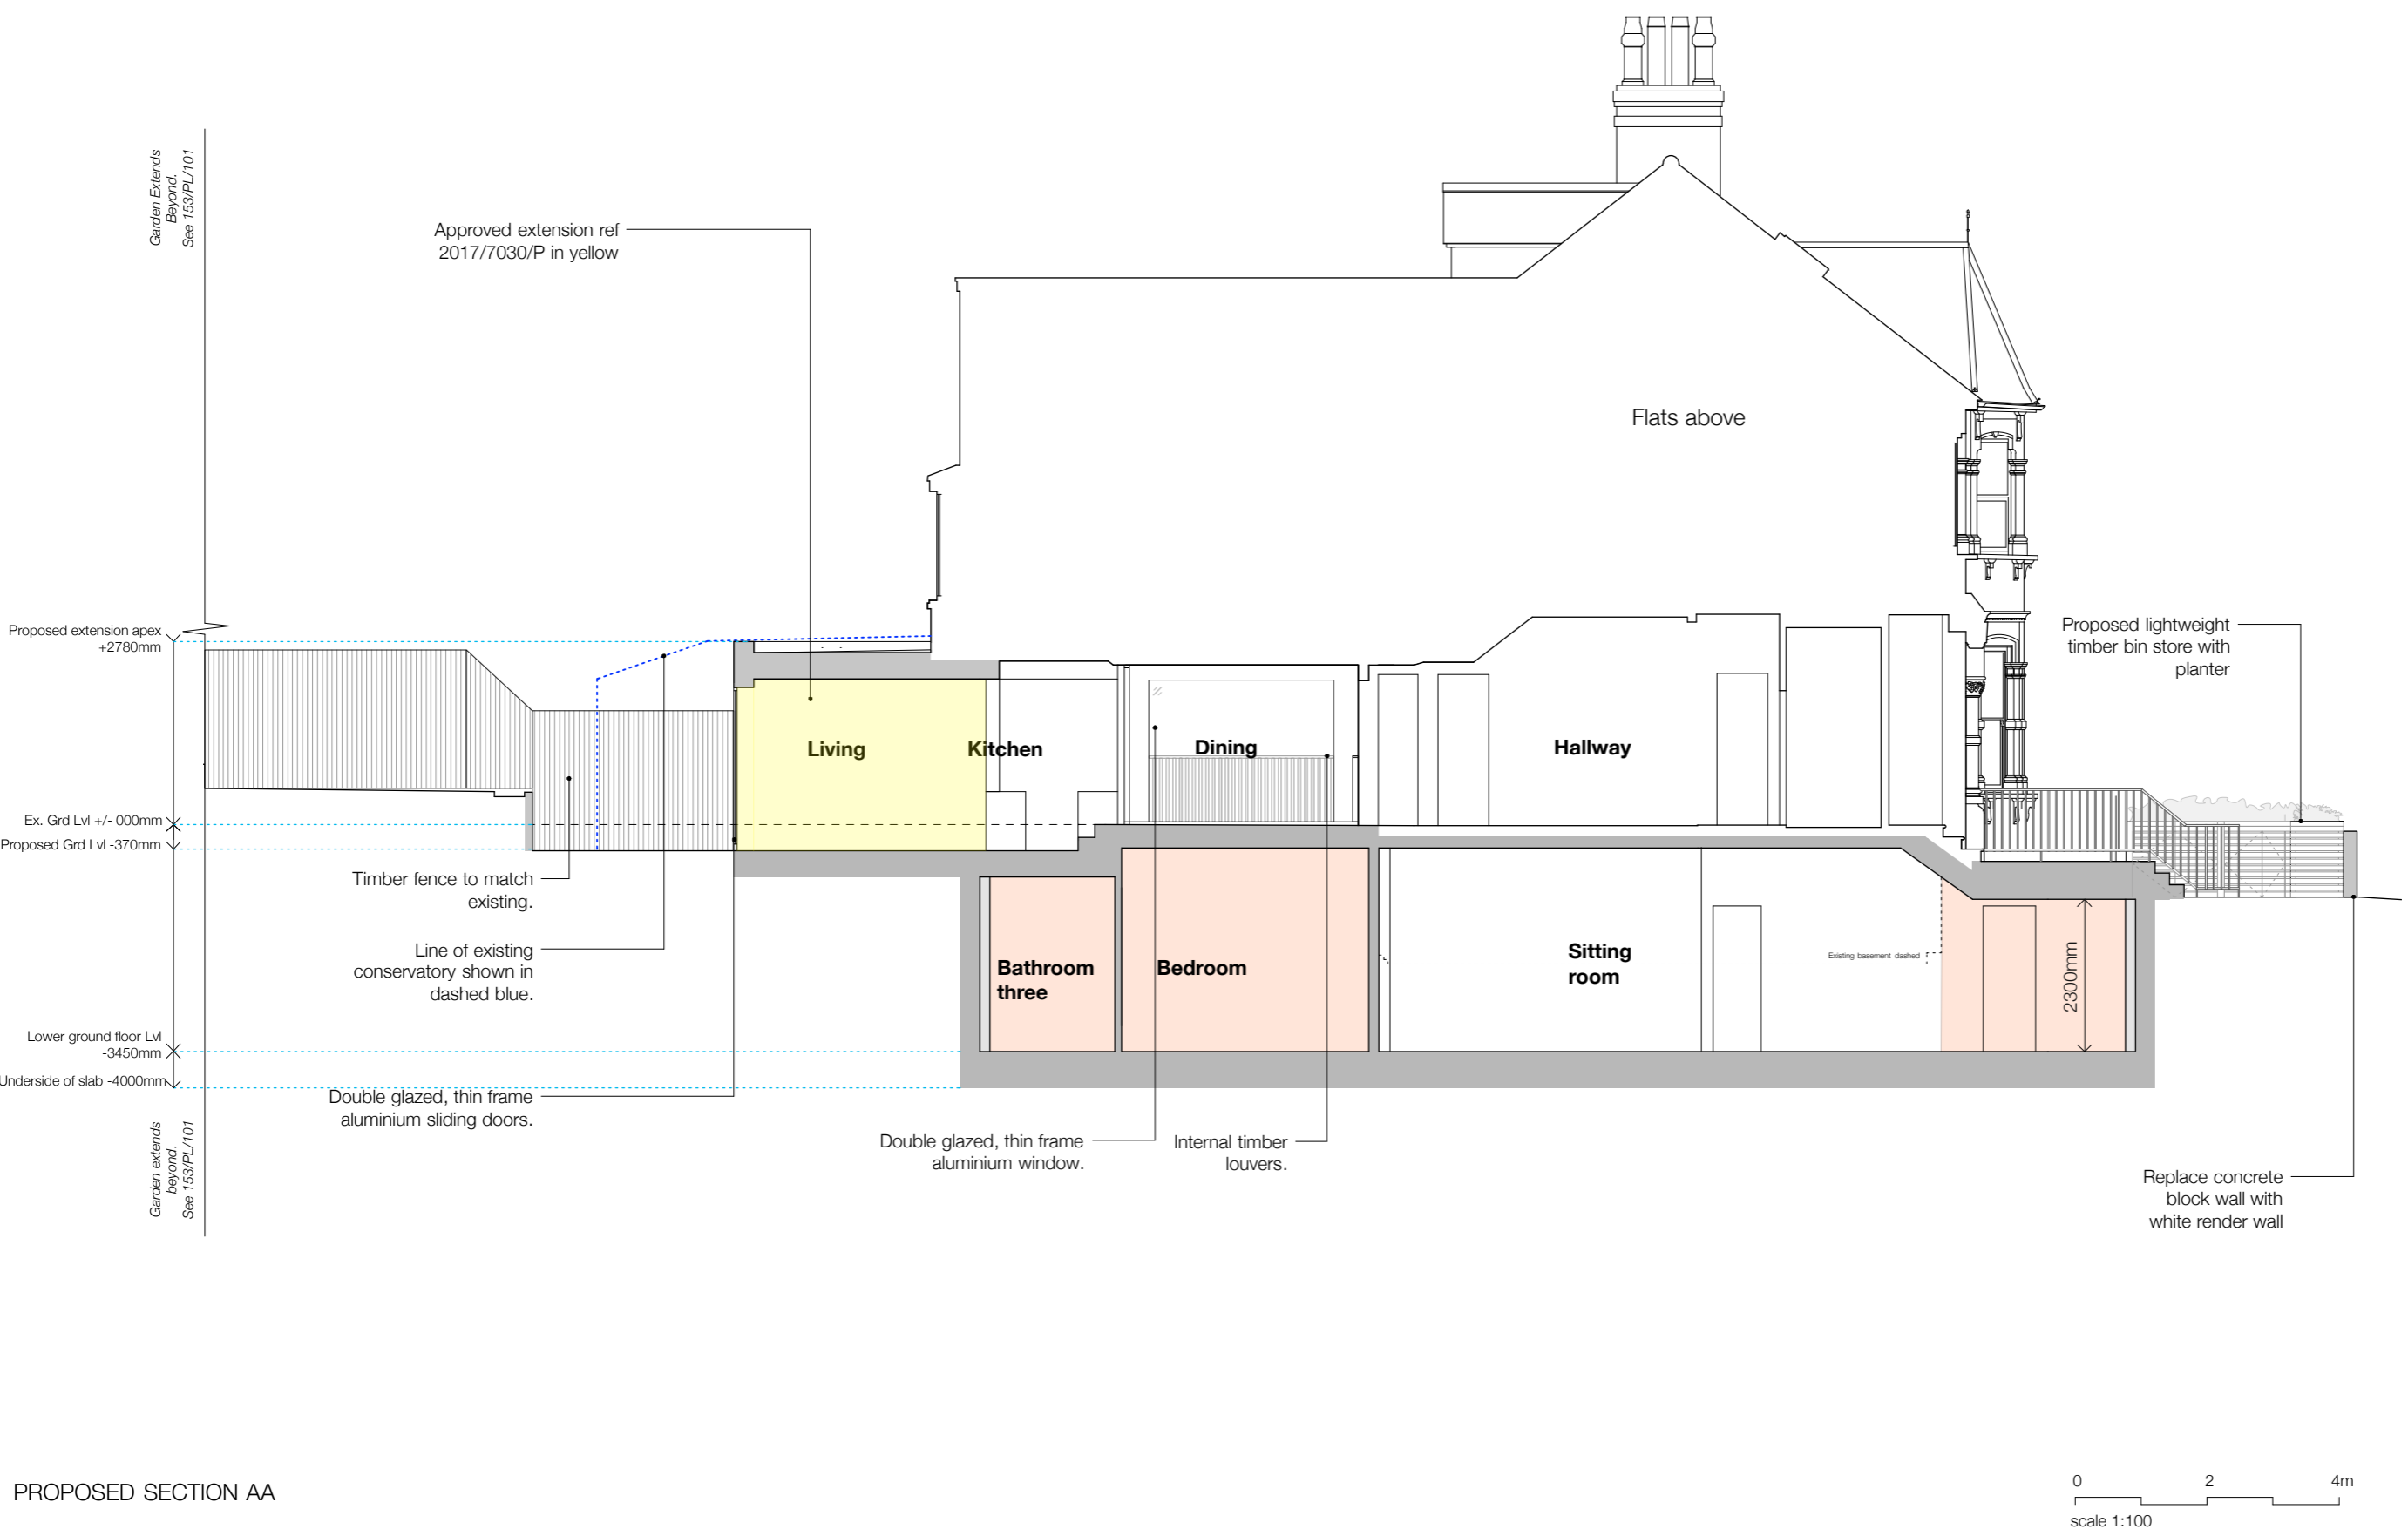 Garden Extends
Beyond.
See 153/PL/101
Approved extension ref
2017/7030/P in yellow
Flats above
Proposed extension apex
+2780mm
Proposed lightweight
timber bin store with
planter
Living
Kitchen
Dining
Hallway
Ex. Grd Lvl +/- 000mm
Proposed Grd Lvl -370mm
Timber fence to match
existing.
Line of existing
conservatory shown in
dashed blue.
Bathroom
three
Bedroom
Sitting
room
Existing basement dashed
2300mm
Lower ground floor Lvl
-3450mm
Underside of slab -4000mm
Double glazed, thin frame
aluminium sliding doors.
Garden extends
beyond.
See 153/PL/101
Double glazed, thin frame
aluminium window.
Internal timber
louvers.
Replace concrete
block wall with
white render wall
PROPOSED SECTION AA
0 2 4m
scale 1:100